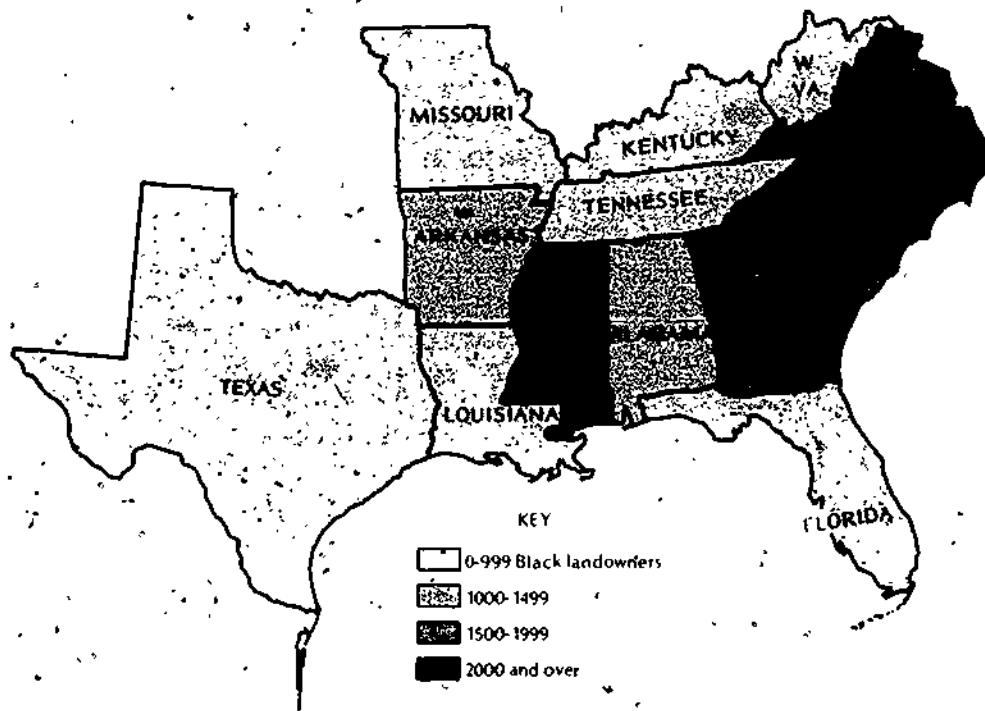 MISSOURI
W
VA.
KENTUCKY
TENNESSEE
ARKANSAS
TEXAS
LOUISIANA
FLORIDA
KEY
0-999 Black landowners
1000-1499
1500-1999
2000 and over